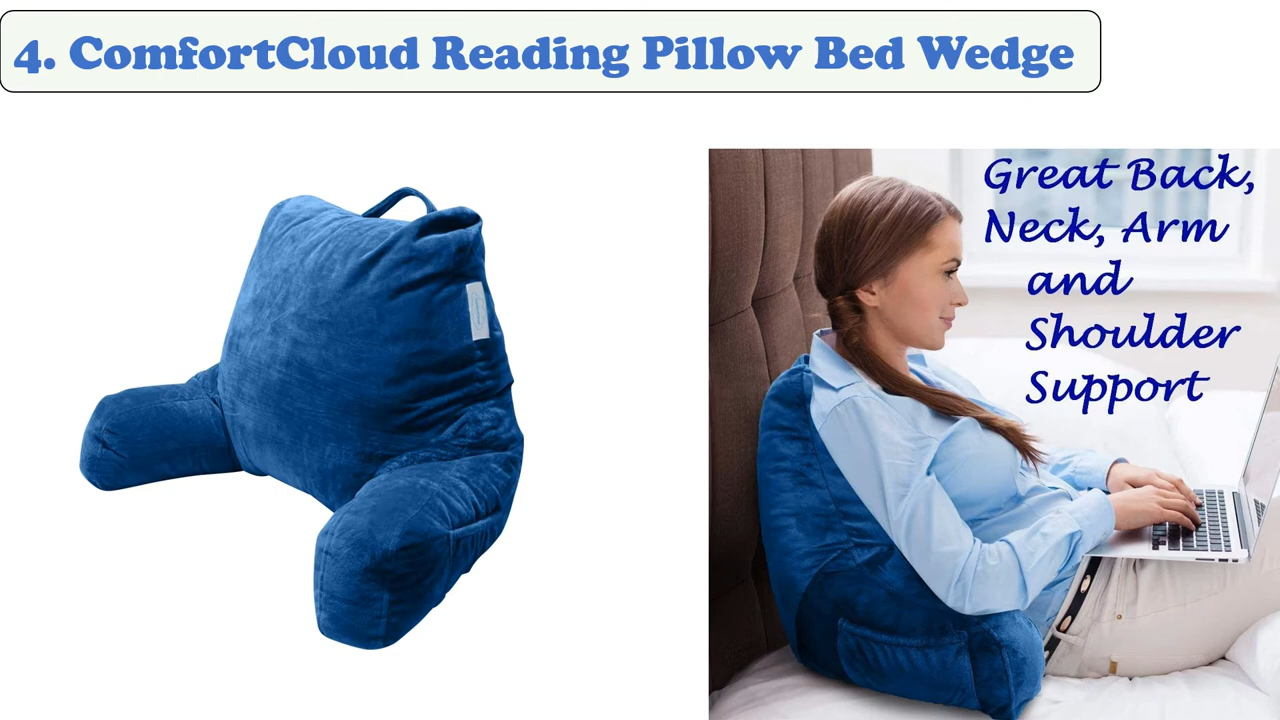 4. ComfortCloud Reading Pillow Bed Wedge
Great Back,
Neck, Arm
and
Shoulder
Support